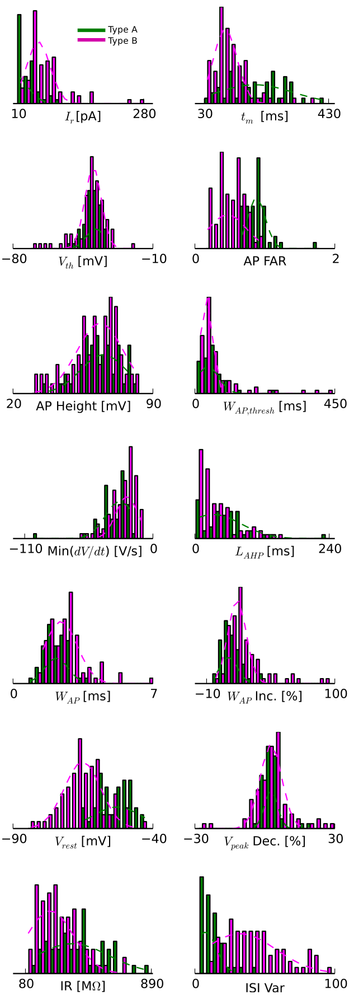 Type A
Type B
10 280 30 430
I_r [pA] t_m [ms]
−80 −10 0 2
V_th [mV] AP FAR
20 90 0 450
AP Height [mV] W_AP,thresh [ms]
−110 0 0 240
Min(dV/dt) [V/s] L_AHP [ms]
0 7 −10 100
W_AP [ms] W_AP Inc. [%]
−90 −40 −30 30
V_rest [mV] V_peak Dec. [%]
80 890 0 100
IR [MΩ] ISI Var